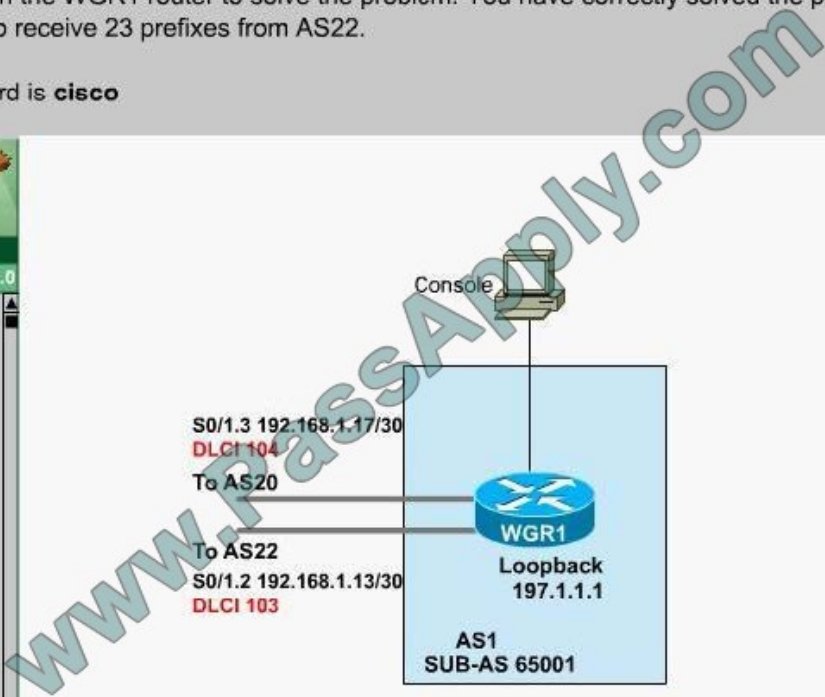 n the WGR1 router to solve the problem. You have correctly solved the p
o receive 23 prefixes from AS22.
rd is cisco
.0
Console
S0/1.3 192.168.1.17/30
DLCI 104
To AS20
To AS22
S0/1.2 192.168.1.13/30
DLCI 103
WGR1
Loopback
197.1.1.1
AS1
SUB-AS 65001
www.PassApply.com